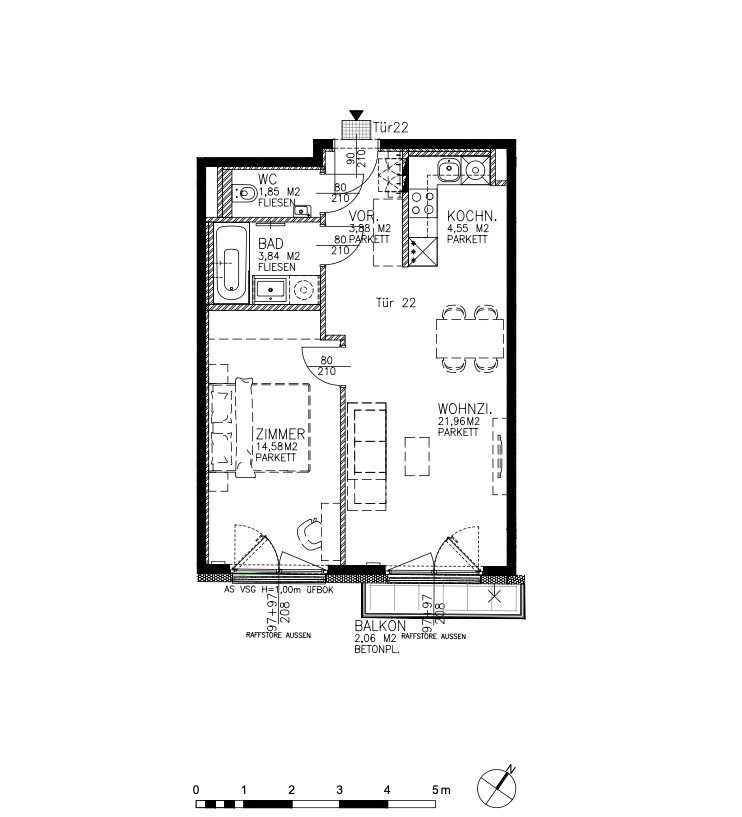 Tür22
90
210
WC
1,85 M2
FLIESEN
80
210
VOR.
3,88 M2
PARKETT
KOCHN.
4,55 M2
PARKETT
BAD
3,84 M2
FLIESEN
80
210
Tür 22
80
210
WOHNZI.
21,96M2
PARKETT
ZIMMER
14,58M2
PARKETT
AS VSG H=1,00m üFBOK
97+97
208
RAFFSTORE AUSSEN
BALKON
2,06 M2
BETONPL.
97+97
208
RAFFSTORE AUSSEN
N
0 1 2 3 4 5 m